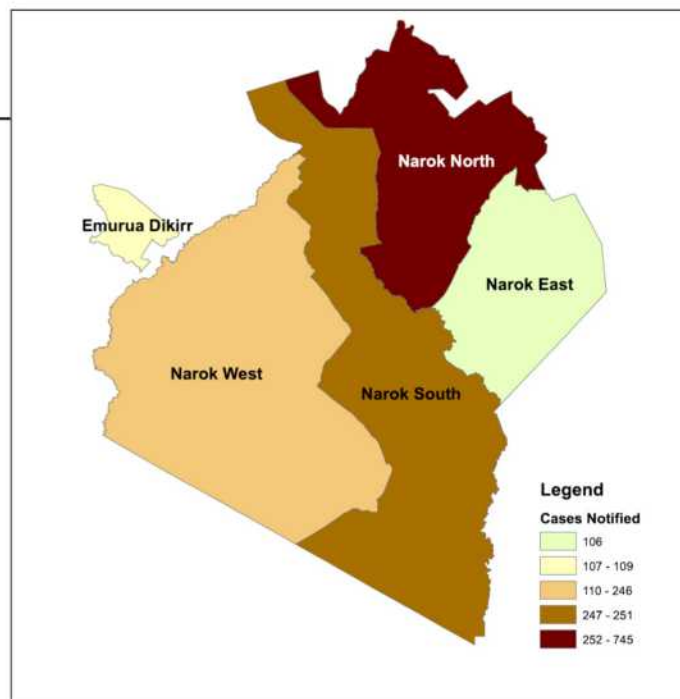 Narok North
Emurua Dikirr
Narok East
Narok West
Narok South
Legend
Cases Notified
106
107 - 109
110 - 246
247 - 251
252 - 745